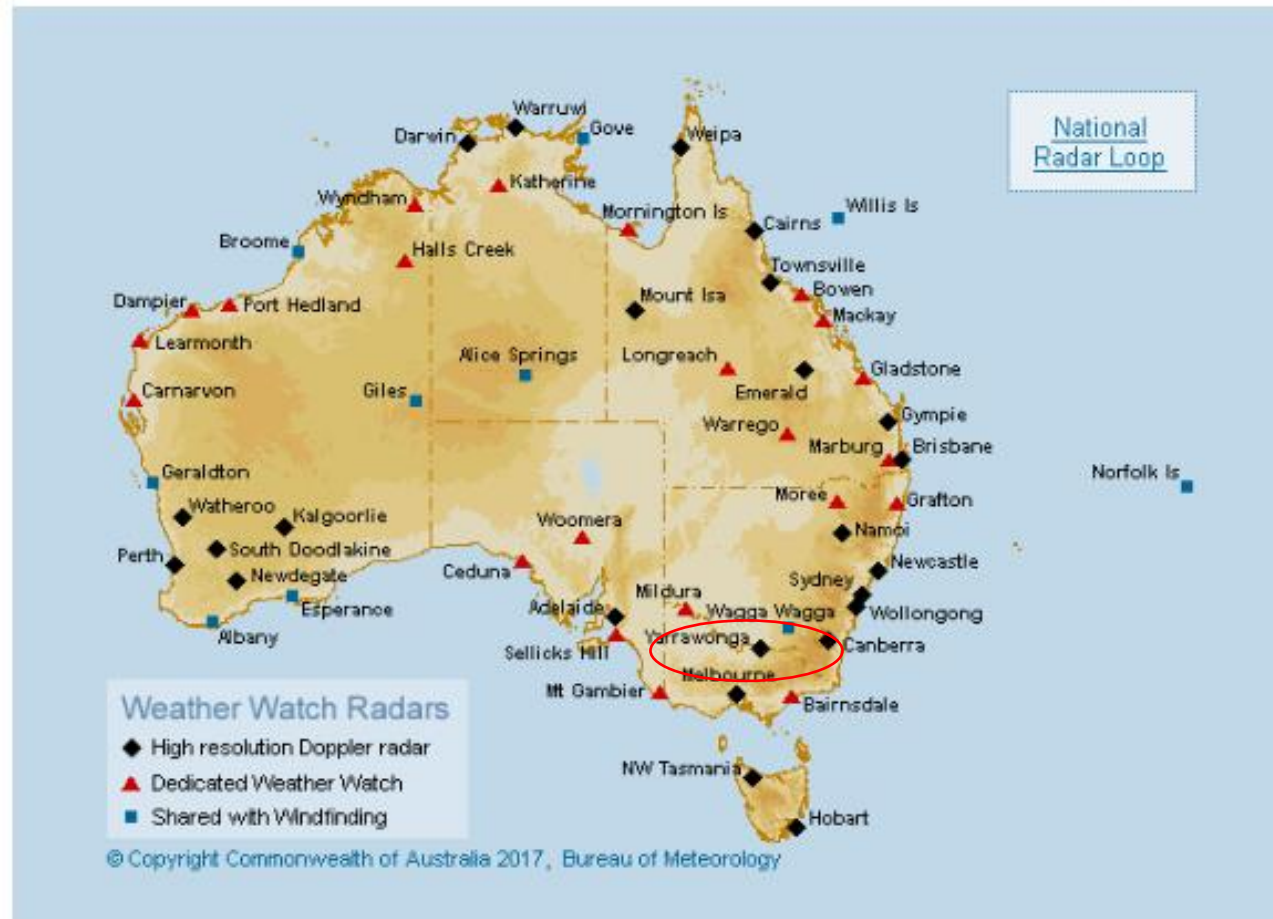 Warruwi
Darwin
Gove
Weipa
National
Radar Loop
Katherine
Wyndham
Mornington Is
Willis Is
Cairns
Broome
Halls Creek
Townsville
Bowen
Mount Isa
Dampier
Port Hedland
Mackay
Learmonth
Alice Springs
Longreach
Gladstone
Carnarvon
Giles
Emerald
Gympie
Warrego
Marburg
Brisbane
Geraldton
Norfolk Is
Moree
Grafton
Watheroo
Kalgoorlie
Woomera
Namoi
Perth
South Doodlakine
Newcastle
Ceduna
Newdegate
Sydney
Mildura
Esperance
Adelaide
Wagga Wagga
Wollongong
Albany
Yarrawonga
Canberra
Sellicks Hill
Melbourne
Mt Gambier
Bairnsdale
Weather Watch Radars
High resolution Doppler radar
NW Tasmania
Dedicated Weather Watch
Shared with Windfinding
Hobart
© Copyright Commonwealth of Australia 2017, Bureau of Meteorology